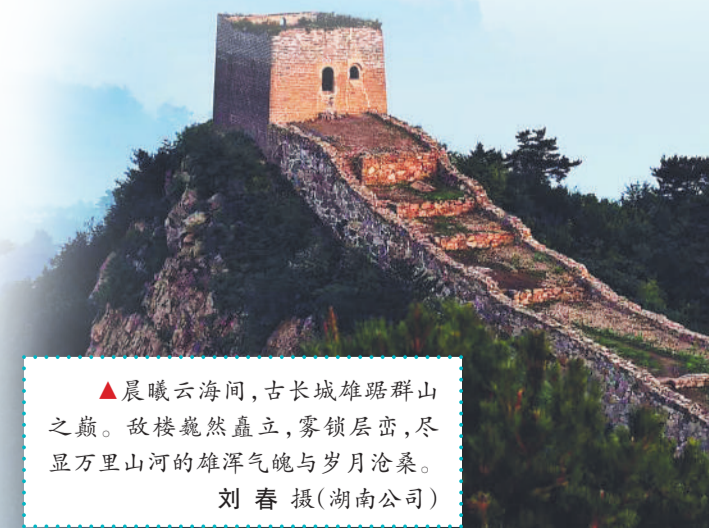 ▲晨曦云海间,古长城雄踞群山
之巅。敌楼巍然矗立,雾锁层峦,尽
显万里山河的雄浑气魄与岁月沧桑。
刘 春 摄(湖南公司)